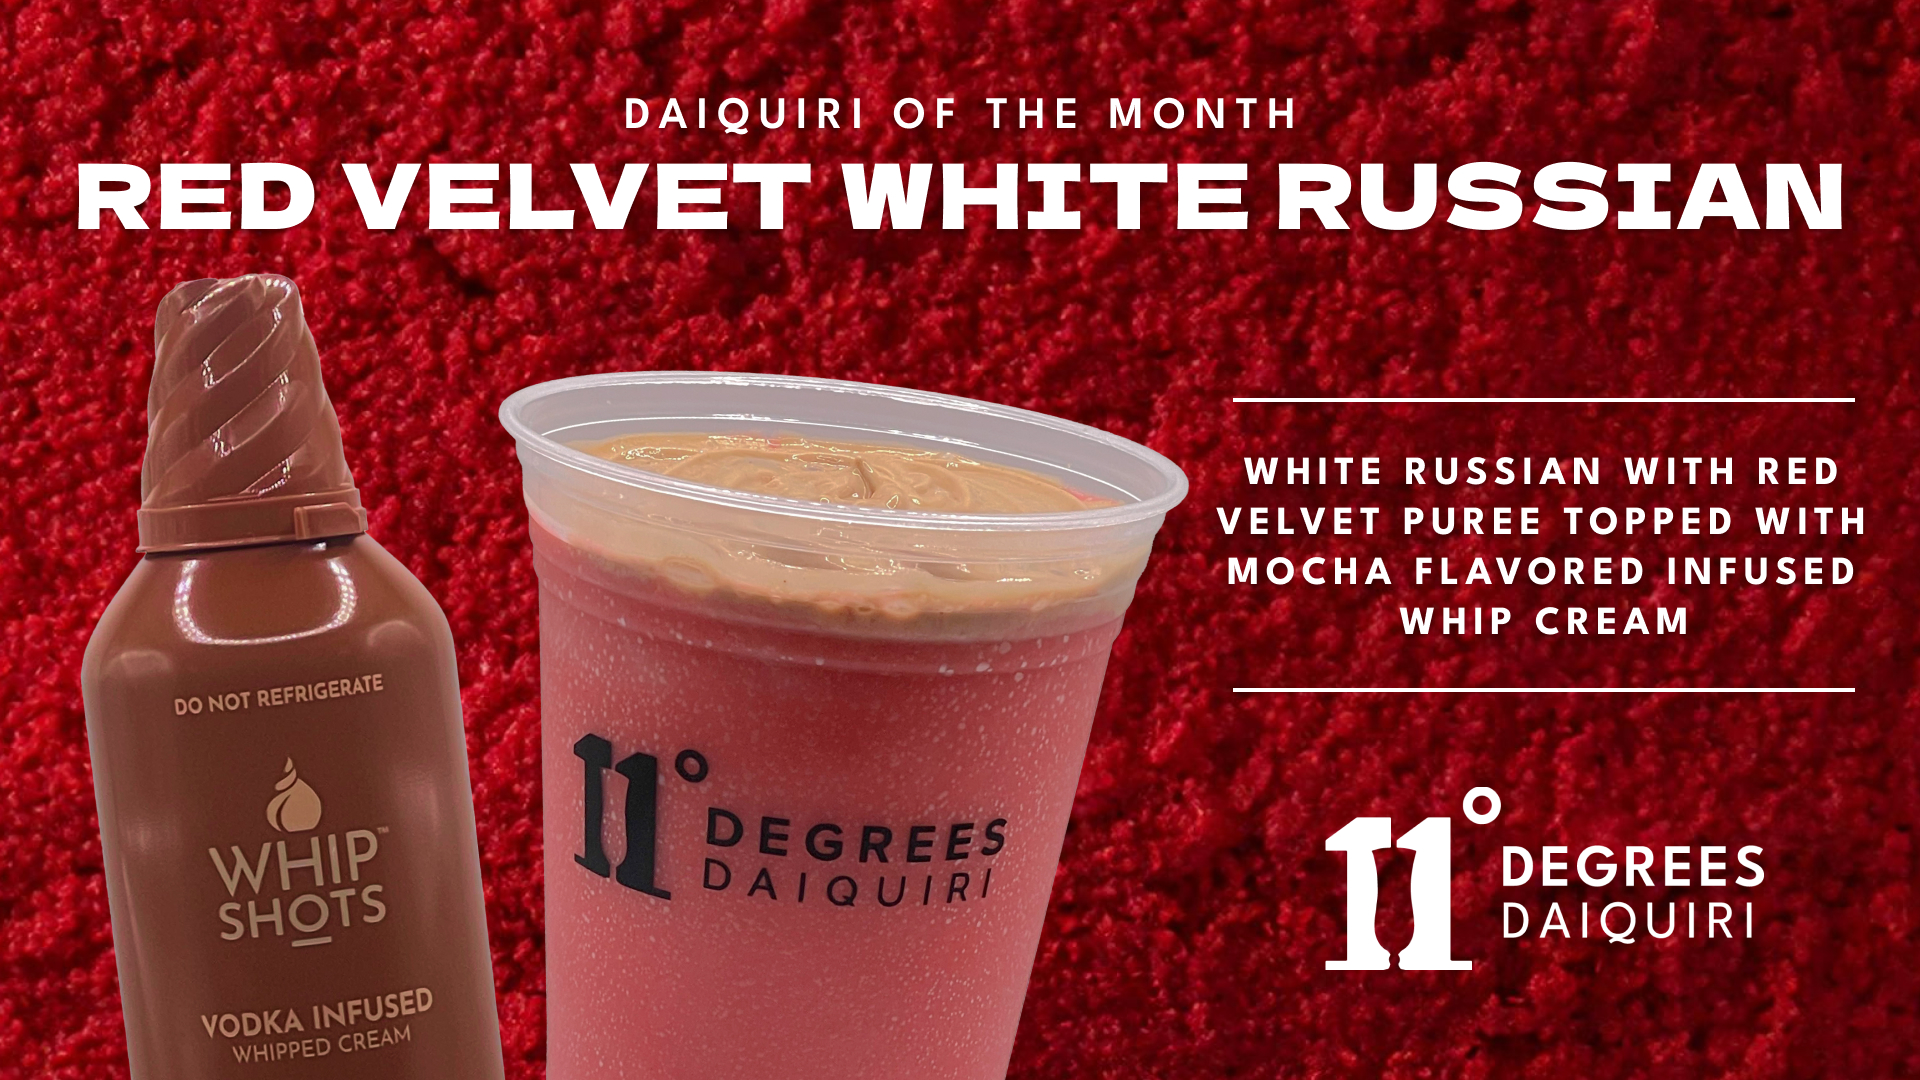 DAIQUIRI OF THE MONTH
RED VELVET WHITE RUSSIAN
WHITE RUSSIAN WITH RED
VELVET PUREE TOPPED WITH
MOCHA FLAVORED INFUSED
WHIP CREAM
DO NOT REFRIGERATE
WHIP™
SHOTS
VODKA INFUSED
WHIPPED CREAM
11°
DEGREES
DAIQUIRI
11°
DEGREES
DAIQUIRI